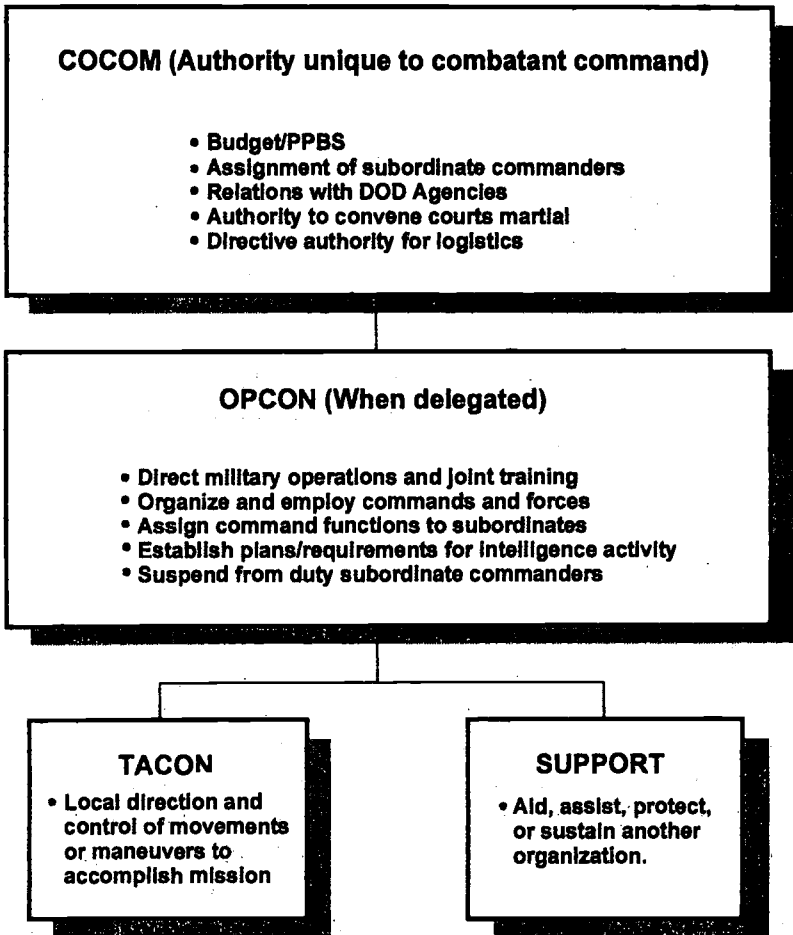 COCOM (Authority unique to combatant command)
• Budget/PPBS
• Assignment of subordinate commanders
• Relations with DOD Agencies
• Authority to convene courts martial
• Directive authority for logistics
OPCON (When delegated)
• Direct military operations and joint training
• Organize and employ commands and forces
• Assign command functions to subordinates
• Establish plans/requirements for intelligence activity
• Suspend from duty subordinate commanders
TACON
• Local direction and
control of movements
or maneuvers to
accomplish mission
SUPPORT
• Aid, assist, protect,
or sustain another
organization.